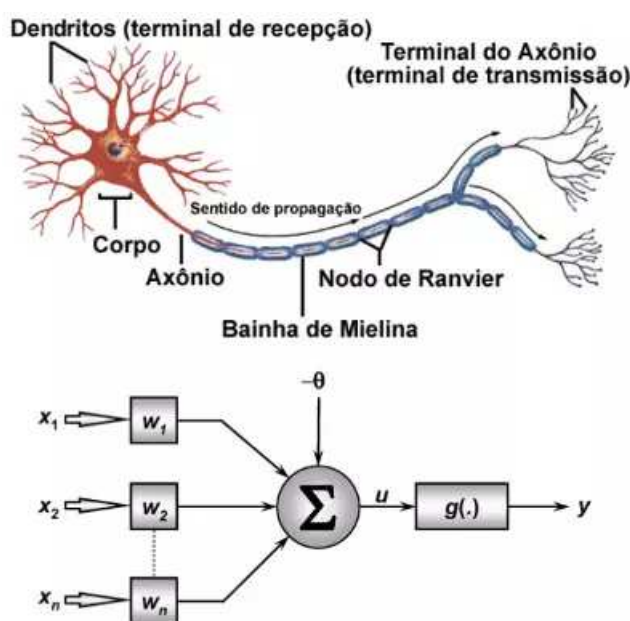 Dendritos (terminal de recepção)
Terminal do Axônio
(terminal de transmissão)
Sentido de propagação
Corpo
Axônio
Nodo de Ranvier
Bainha de Mielina
−θ
x1
w1
x2
w2
Σ
u
g(.)
y
xn
wn